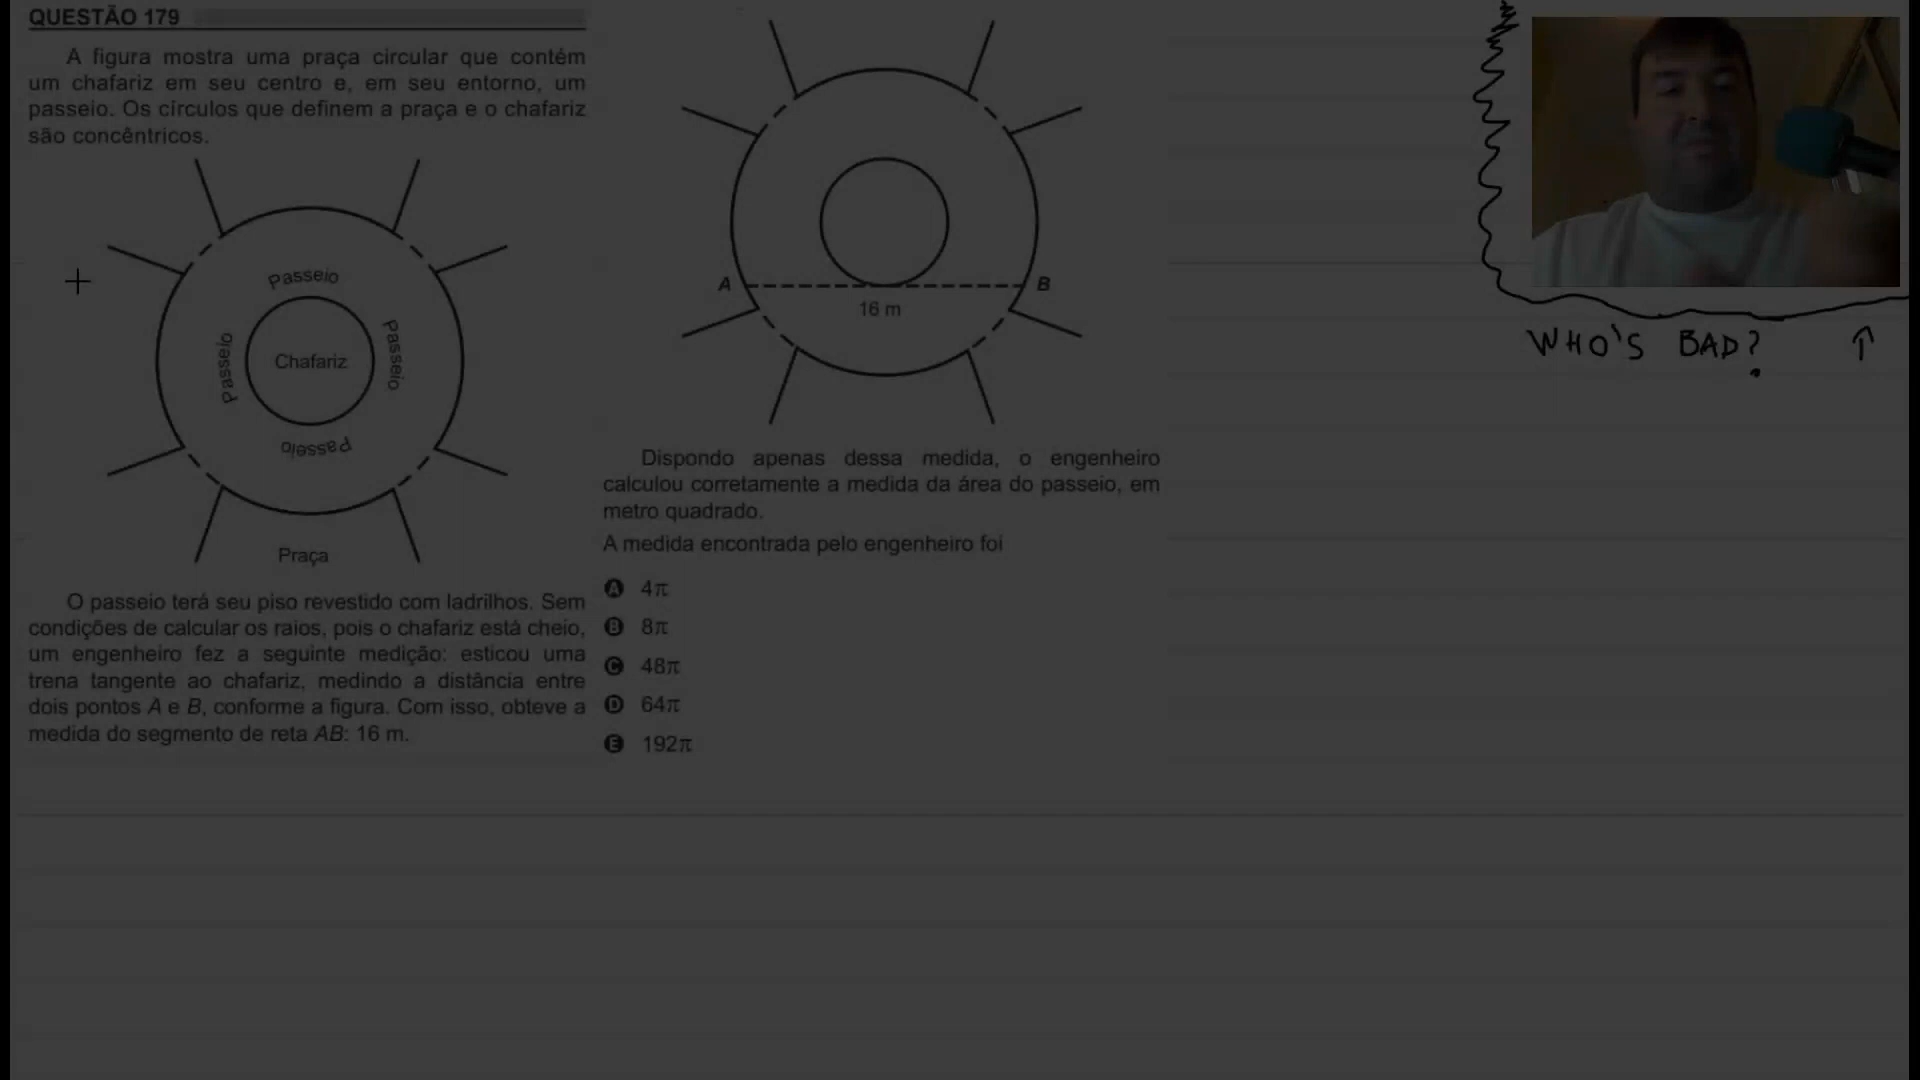 QUESTÃO 179
A figura mostra uma praça circular que contém
um chafariz em seu centro e, em seu entorno, um
passeio. Os círculos que definem a praça e o chafariz
são concêntricos.
Passeio
Passeio
Chafariz
Passeio
Passeio
Praça
O passeio terá seu piso revestido com ladrilhos. Sem
condições de calcular os raios, pois o chafariz está cheio,
um engenheiro fez a seguinte medição: esticou uma
trena tangente ao chafariz, medindo a distância entre
dois pontos A e B, conforme a figura. Com isso, obteve a
medida do segmento de reta AB: 16 m.
A B
16 m
Dispondo apenas dessa medida, o engenheiro
calculou corretamente a medida da área do passeio, em
metro quadrado.
A medida encontrada pelo engenheiro foi
A 4π
B 8π
C 48π
D 64π
E 192π
WHO'S BAD? ↑